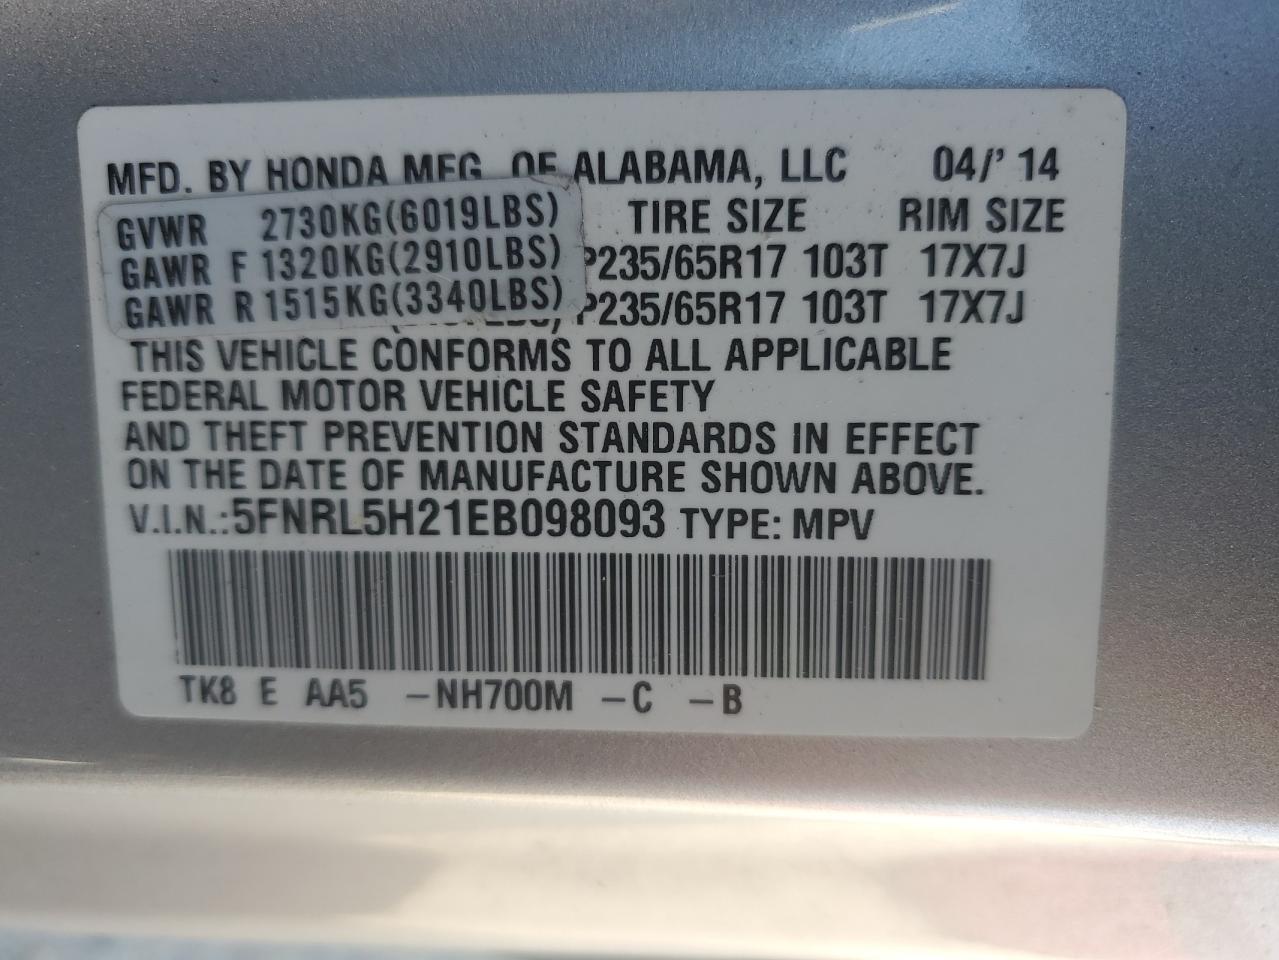 MFD. BY HONDA MFG. OF ALABAMA, LLC 04/' 14
GVWR 2730KG(6019LBS) TIRE SIZE RIM SIZE
GAWR F 1320KG(2910LBS) P235/65R17 103T 17X7J
GAWR R 1515KG(3340LBS) P235/65R17 103T 17X7J
THIS VEHICLE CONFORMS TO ALL APPLICABLE
FEDERAL MOTOR VEHICLE SAFETY
AND THEFT PREVENTION STANDARDS IN EFFECT
ON THE DATE OF MANUFACTURE SHOWN ABOVE.
V.I.N.:5FNRL5H21EB098093 TYPE: MPV
TK8 E AA5 –NH700M –C –B